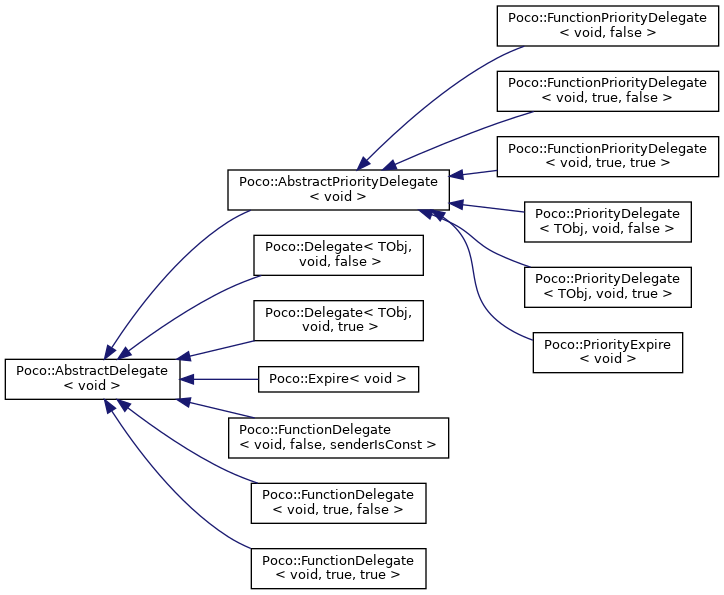 Poco::FunctionPriorityDelegate
< void, false >
Poco::FunctionPriorityDelegate
< void, true, false >
Poco::FunctionPriorityDelegate
< void, true, true >
Poco::AbstractPriorityDelegate
< void >
Poco::PriorityDelegate
< TObj, void, false >
Poco::Delegate< TObj,
void, false >
Poco::PriorityDelegate
< TObj, void, true >
Poco::Delegate< TObj,
void, true >
Poco::PriorityExpire
< void >
Poco::AbstractDelegate
< void >
Poco::Expire< void >
Poco::FunctionDelegate
< void, false, senderIsConst >
Poco::FunctionDelegate
< void, true, false >
Poco::FunctionDelegate
< void, true, true >